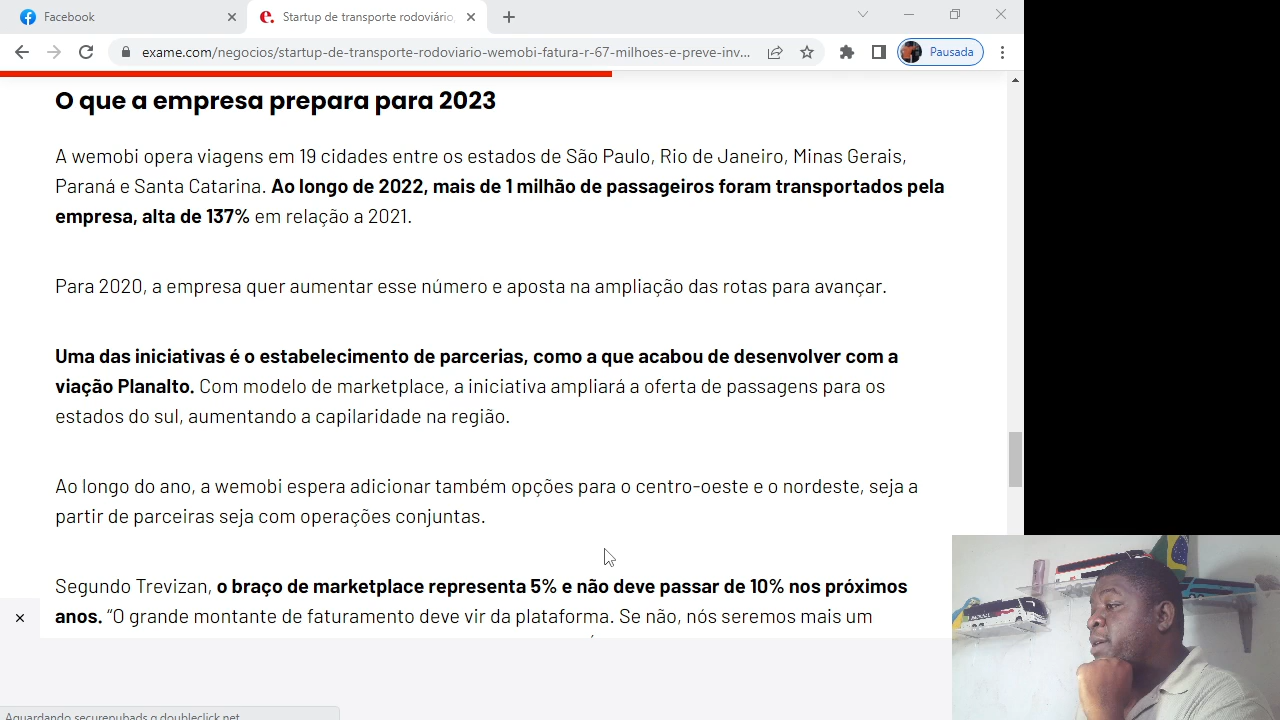 Facebook
Startup de transporte rodoviário,
exame.com/negocios/startup-de-transporte-rodoviario-wemobi-fatura-r-67-milhoes-e-preve-inv...
Pausada
O que a empresa prepara para 2023
A wemobi opera viagens em 19 cidades entre os estados de São Paulo, Rio de Janeiro, Minas Gerais,
Paraná e Santa Catarina. Ao longo de 2022, mais de 1 milhão de passageiros foram transportados pela
empresa, alta de 137% em relação a 2021.
Para 2020, a empresa quer aumentar esse número e aposta na ampliação das rotas para avançar.
Uma das iniciativas é o estabelecimento de parcerias, como a que acabou de desenvolver com a
viação Planalto. Com modelo de marketplace, a iniciativa ampliará a oferta de passagens para os
estados do sul, aumentando a capilaridade na região.
Ao longo do ano, a wemobi espera adicionar também opções para o centro-oeste e o nordeste, seja a
partir de parceiras seja com operações conjuntas.
Segundo Trevizan, o braço de marketplace representa 5% e não deve passar de 10% nos próximos
anos. “O grande montante de faturamento deve vir da plataforma. Se não, nós seremos mais um
Aguardando securepubads.g.doubleclick.net